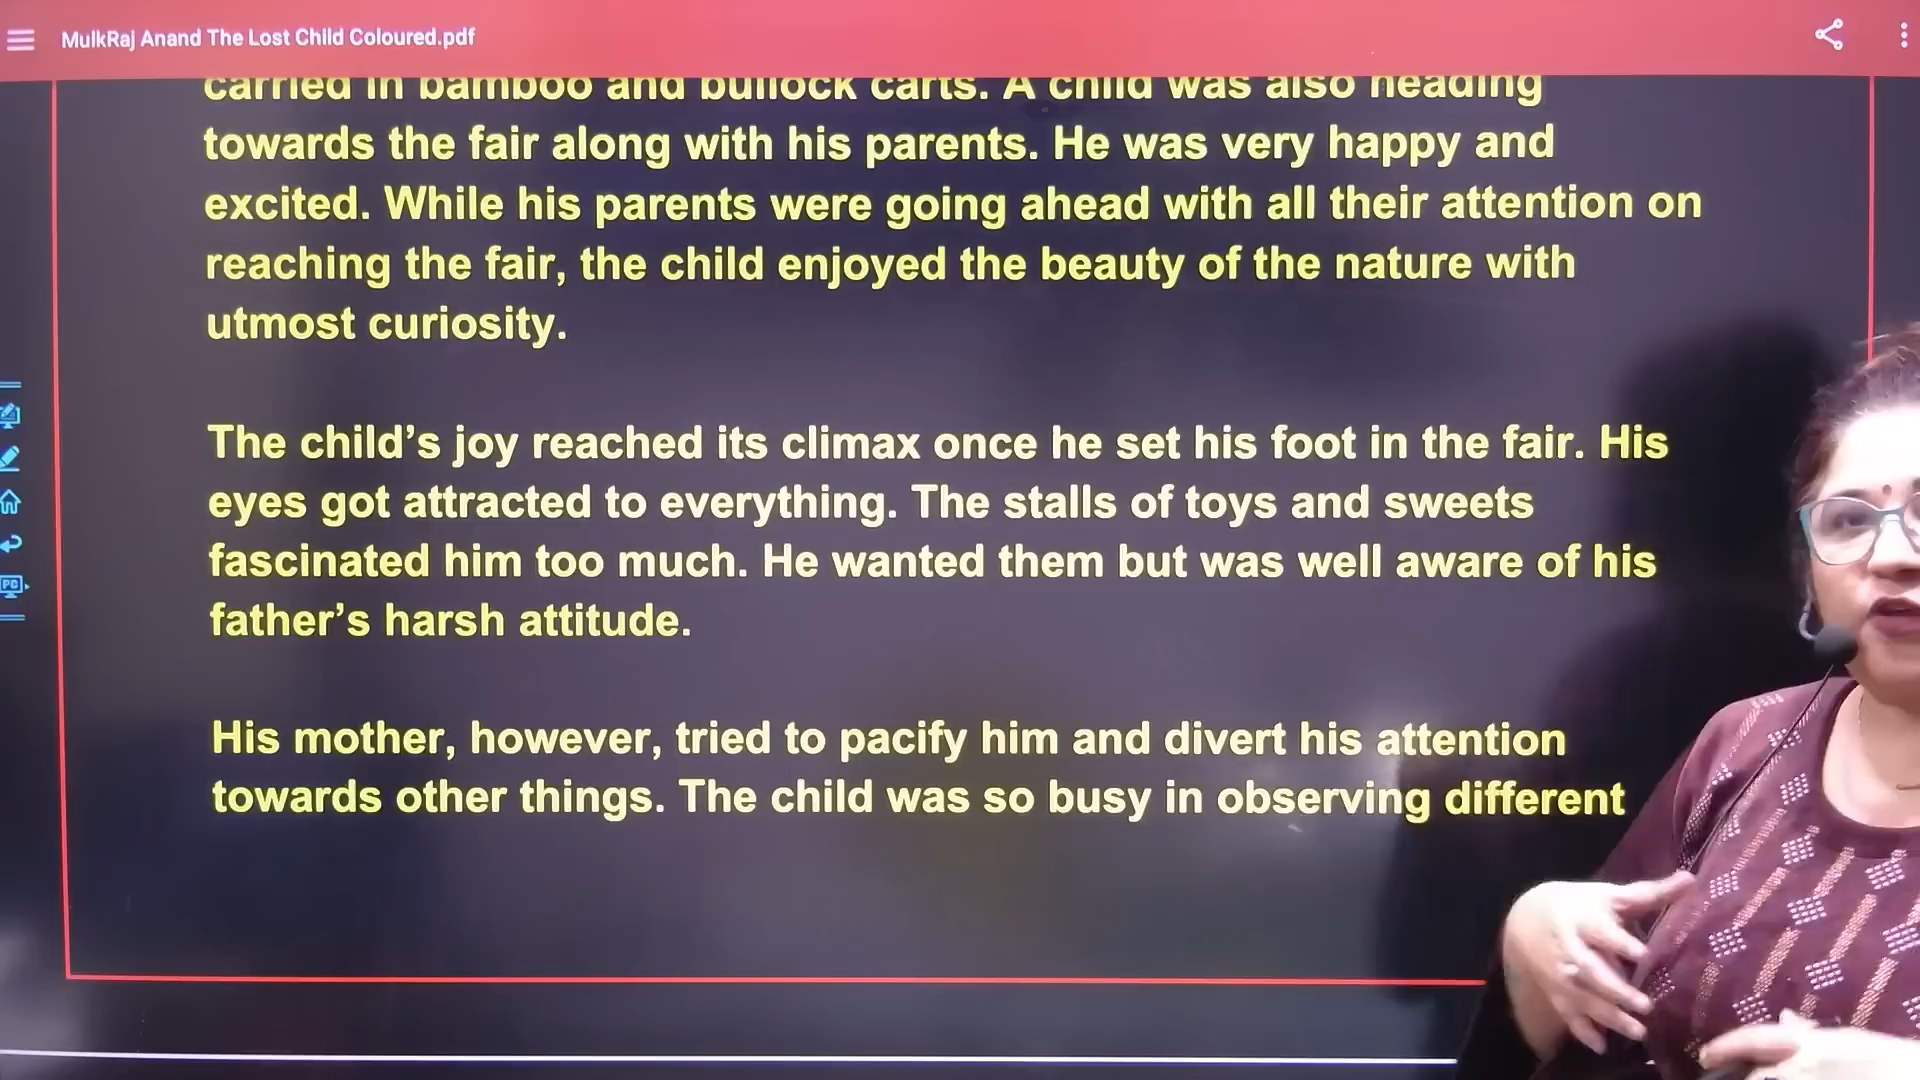 MulkRaj Anand The Lost Child Coloured.pdf
carried in bamboo and bullock carts. A child was also heading
towards the fair along with his parents. He was very happy and
excited. While his parents were going ahead with all their attention on
reaching the fair, the child enjoyed the beauty of the nature with
utmost curiosity.
The child’s joy reached its climax once he set his foot in the fair. His
eyes got attracted to everything. The stalls of toys and sweets
fascinated him too much. He wanted them but was well aware of his
father’s harsh attitude.
His mother, however, tried to pacify him and divert his attention
towards other things. The child was so busy in observing different
PC